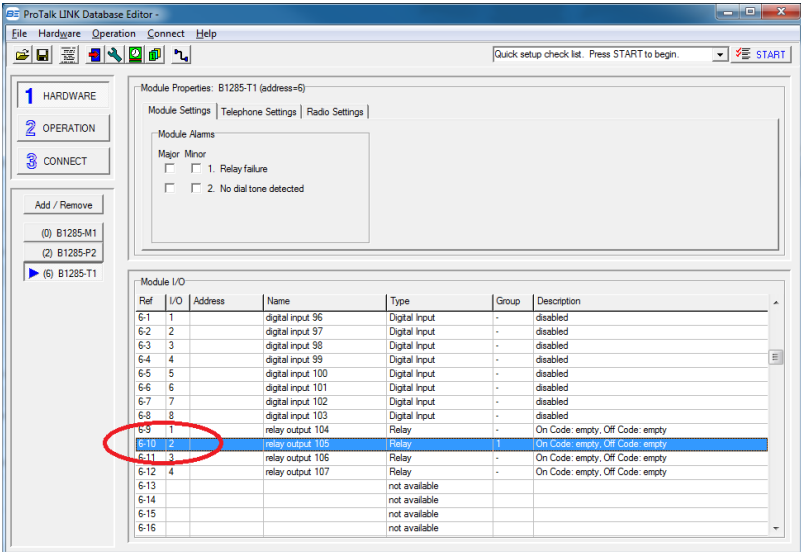 BE ProTalk LINK Database Editor -
File Hardware Operation Connect Help
Quick setup check list. Press START to begin. START
1 HARDWARE
2 OPERATION
3 CONNECT
Add / Remove
(0) B1285-M1
(2) B1285-P2
(6) B1285-T1
Module Properties: B1285-T1 (address=6)
Module Settings Telephone Settings Radio Settings
Module Alarms
Major Minor
1. Relay failure
2. No dial tone detected
Module I/O
Ref I/O Address Name Type Group Description
6-1 1 digital input 96 Digital Input - disabled
6-2 2 digital input 97 Digital Input - disabled
6-3 3 digital input 98 Digital Input - disabled
6-4 4 digital input 99 Digital Input - disabled
6-5 5 digital input 100 Digital Input - disabled
6-6 6 digital input 101 Digital Input - disabled
6-7 7 digital input 102 Digital Input - disabled
6-8 8 digital input 103 Digital Input - disabled
6-9 1 relay output 104 Relay - On Code: empty, Off Code: empty
6-10 2 relay output 105 Relay 1 On Code: empty, Off Code: empty
6-11 3 relay output 106 Relay - On Code: empty, Off Code: empty
6-12 4 relay output 107 Relay - On Code: empty, Off Code: empty
6-13 not available
6-14 not available
6-15 not available
6-16 not available